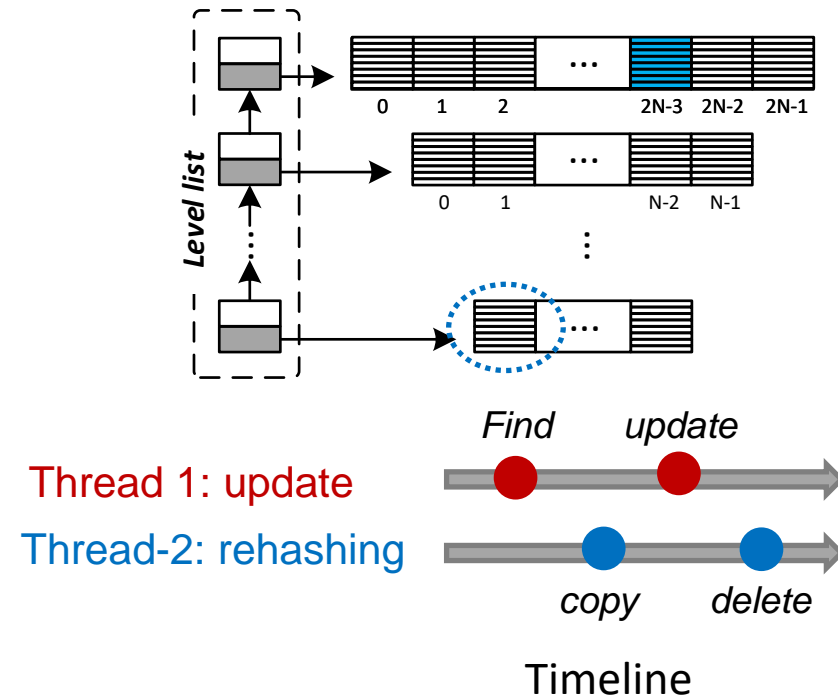 Level list
...
0 1 2 2N-3 2N-2 2N-1
...
0 1 N-2 N-1
...
Find update
Thread 1: update
Thread-2: rehashing
copy delete
Timeline